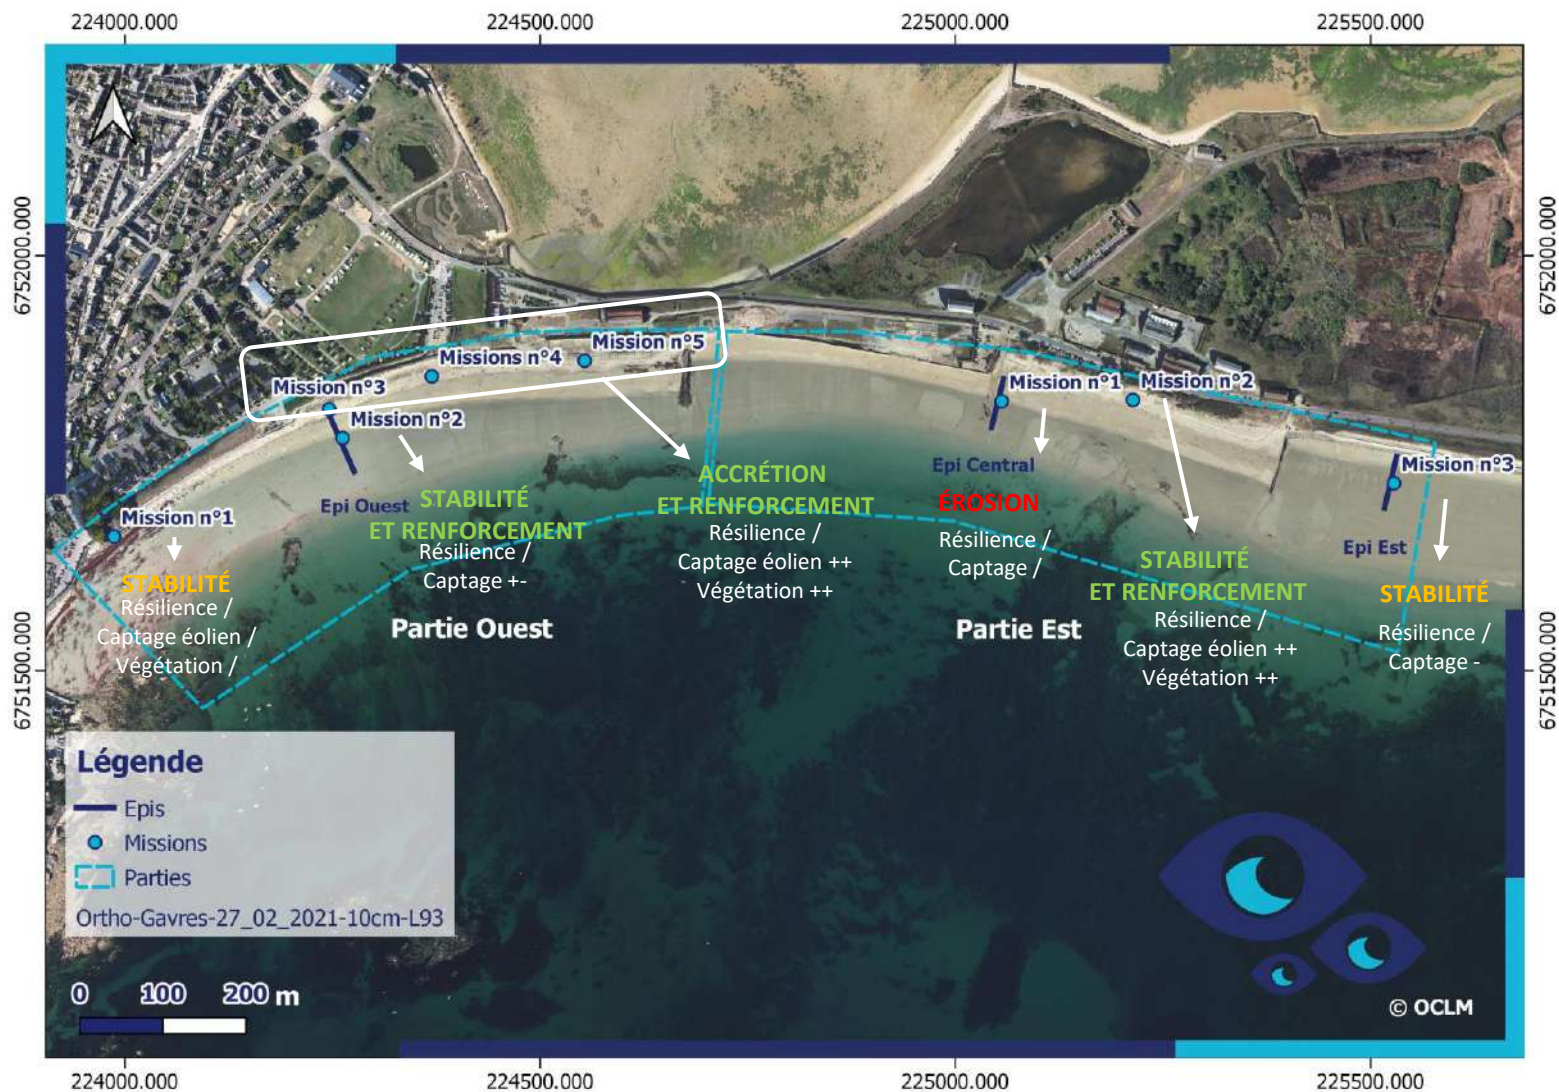 224000.000
224500.000
225000.000
225500.000
6752000.000
6752000.000
Mission n°5
Missions n°4
Mission n°3
Mission n°2
Mission n°1
Mission n°2
Epi Central
Mission n°3
Epi Ouest
Mission n°1
Epi Est
STABILITÉ
Résilience /
Captage éolien /
Végétation /
STABILITÉ
ET RENFORCEMENT
Résilience /
Captage +-
ACCRÉTION
ET RENFORCEMENT
Résilience /
Captage éolien ++
Végétation ++
ÉROSION
Résilience /
Captage /
STABILITÉ
ET RENFORCEMENT
Résilience /
Captage éolien ++
Végétation ++
STABILITÉ
Résilience /
Captage -
Partie Ouest
Partie Est
6751500.000
6751500.000
Légende
Epis
Missions
Parties
Ortho-Gavres-27_02_2021-10cm-L93
0 100 200 m
© OCLM
224000.000
224500.000
225000.000
225500.000